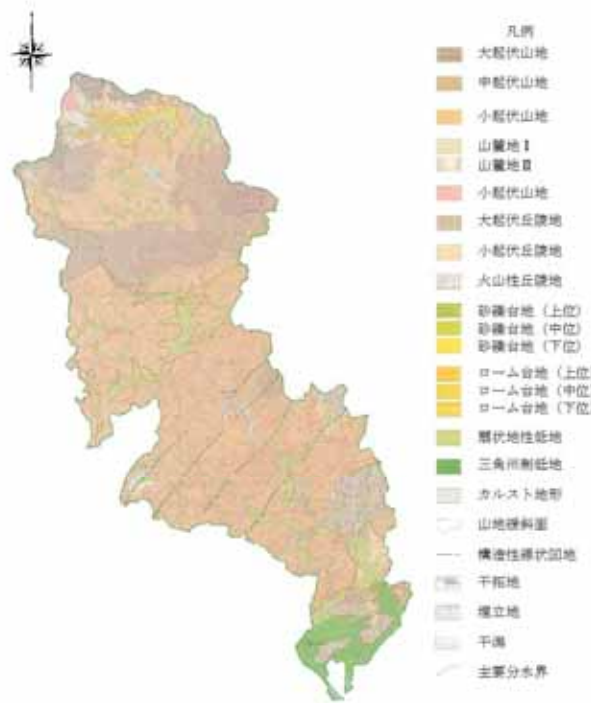 凡例
大起伏山地
中起伏山地
小起伏山地
山麓地Ⅰ
山麓地Ⅱ
小起伏山地
大起伏丘陵地
小起伏丘陵地
火山性丘陵地
砂礫台地（上位）
砂礫台地（中位）
砂礫台地（下位）
ローム台地（上位）
ローム台地（中位）
ローム台地（下位）
扇状地性低地
三角州制低地
カルスト地形
山地緩斜面
構造性線状凹地
干拓地
埋立地
干潟
主要分水界